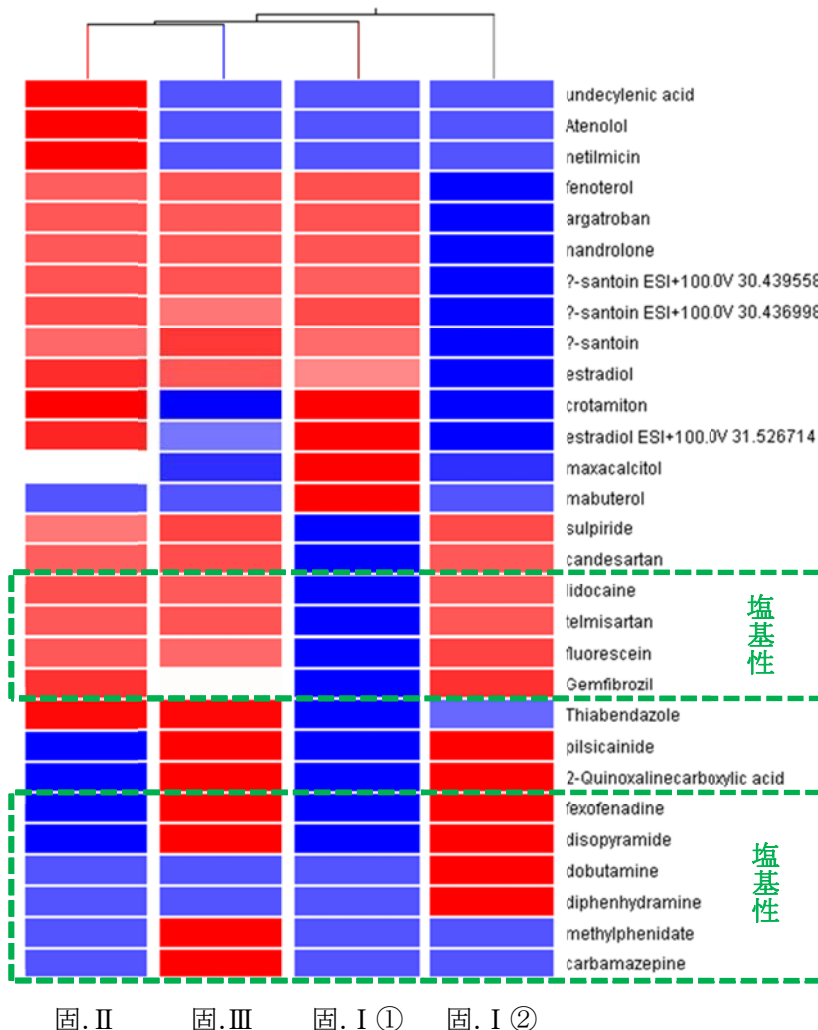 undecylenic acid
Atenolol
netilmicin
fenoterol
argatroban
nandrolone
?-santoin ESI+100.0V 30.439558
?-santoin ESI+100.0V 30.436998
?-santoin
estradiol
crotamiton
estradiol ESI+100.0V 31.526714
maxacalcitol
mabuterol
sulpiride
candesartan
lidocaine
telmisartan
fluorescein
Gemfibrozil
塩基性
Thiabendazole
pilsicainide
2-Quinoxalinecarboxylic acid
fexofenadine
disopyramide
dobutamine
diphenhydramine
methylphenidate
carbamazepine
塩基性
固.Ⅱ 固.Ⅲ 固.Ⅰ① 固.Ⅰ②